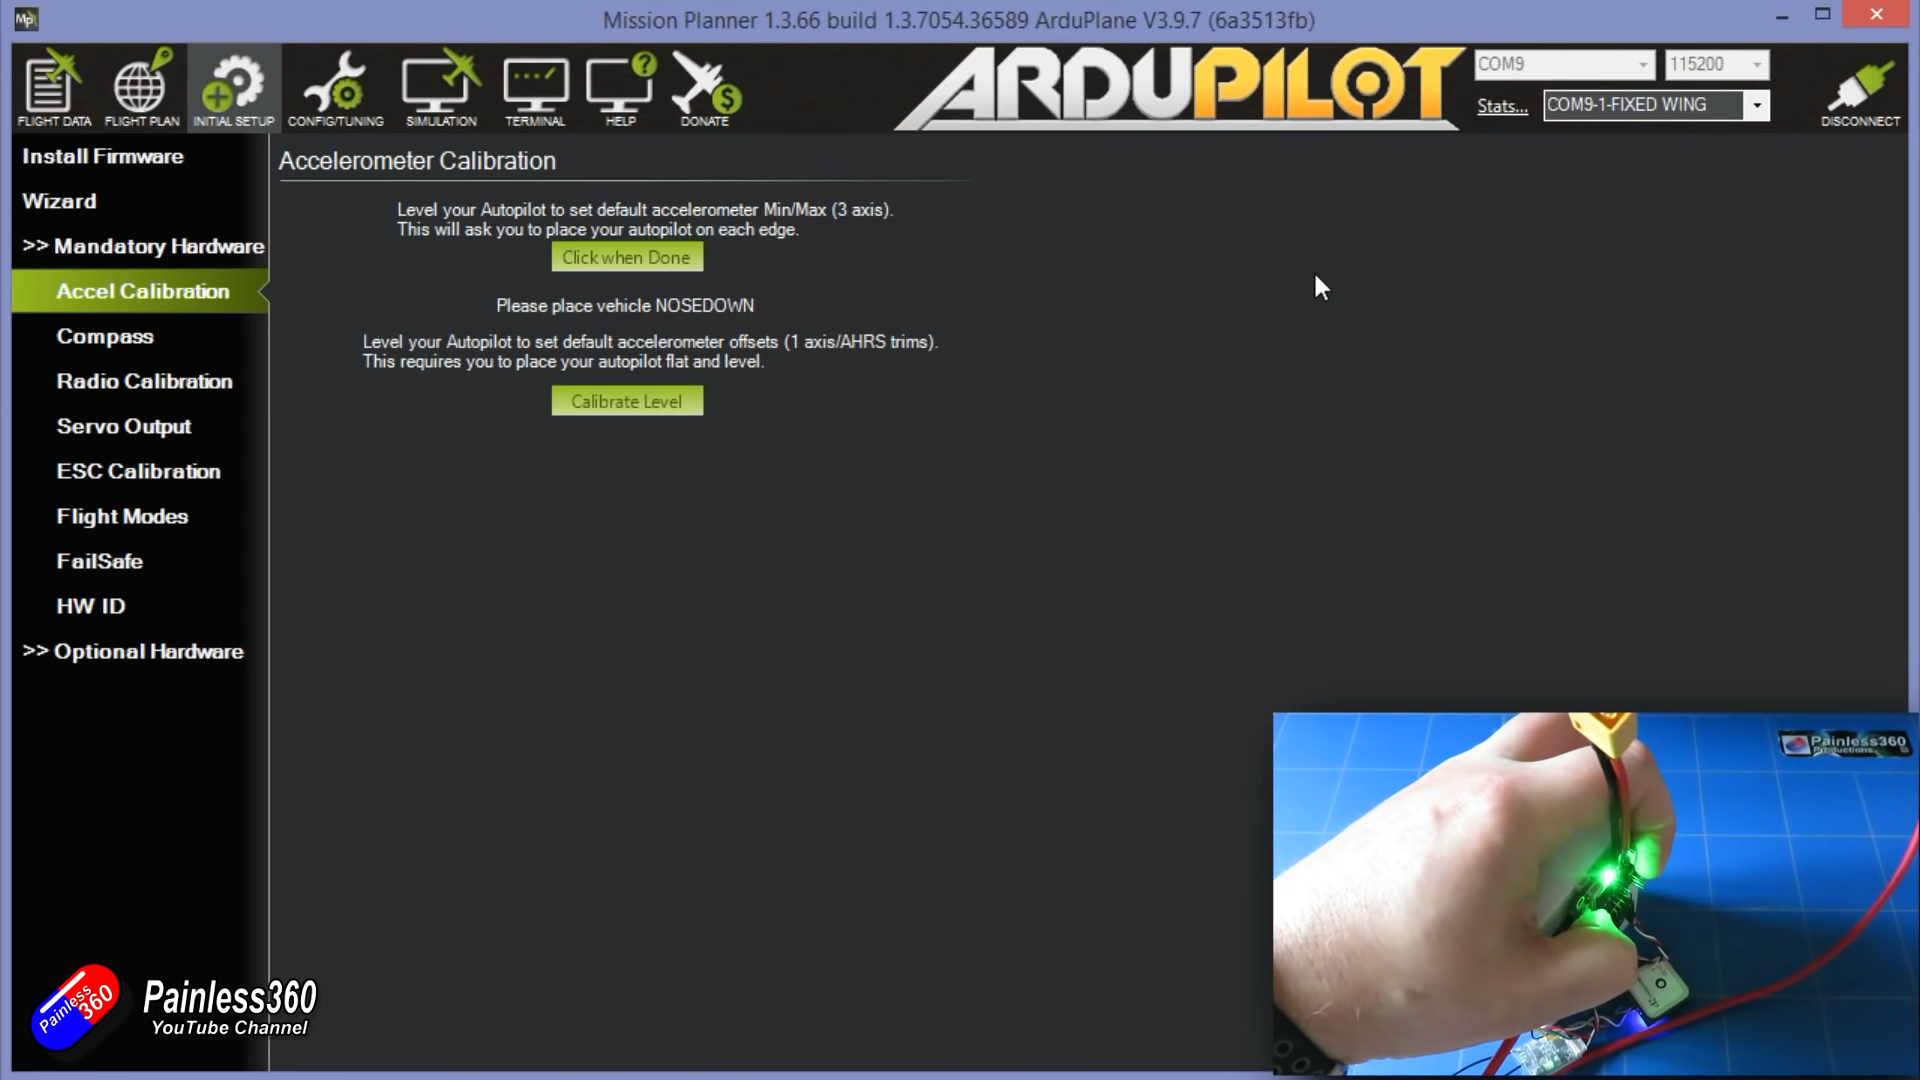 Mp
Mission Planner 1.3.66 build 1.3.7054.36589 ArduPlane V3.9.7 (6a3513fb)
FLIGHT DATA
FLIGHT PLAN
INITIAL SETUP
CONFIG/TUNING
SIMULATION
TERMINAL
HELP
DONATE
ARDUPILOT
COM9
115200
Stats...
COM9-1-FIXED WING
DISCONNECT
Install Firmware
Wizard
>> Mandatory Hardware
Accel Calibration
Compass
Radio Calibration
Servo Output
ESC Calibration
Flight Modes
FailSafe
HW ID
>> Optional Hardware
Accelerometer Calibration
Level your Autopilot to set default accelerometer Min/Max (3 axis).
This will ask you to place your autopilot on each edge.
Click when Done
Please place vehicle NOSEDOWN
Level your Autopilot to set default accelerometer offsets (1 axis/AHRS trims).
This requires you to place your autopilot flat and level.
Calibrate Level
Painless360
Productions
Painless
360
Painless360
YouTube Channel